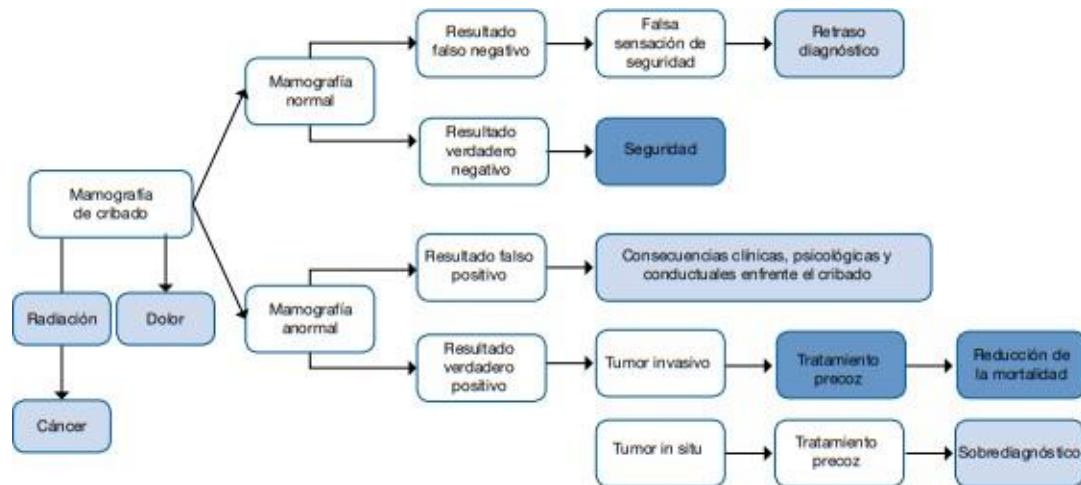 Resultado
falso negativo
Falsa
sensación de
seguridad
Retraso
diagnóstico
Mamografía
normal
Resultado
verdadero
negativo
Seguridad
Mamografía
de cribado
Resultado falso
positivo
Consecuencias clínicas, psicológicas y
conductuales enfrente el cribado
Radiación
Dolor
Mamografía
anormal
Resultado
verdadero
positivo
Tumor invasivo
Tratamiento
precoz
Reducción de
la mortalidad
Cáncer
Tumor in situ
Tratamiento
precoz
Sobrediagnóstico